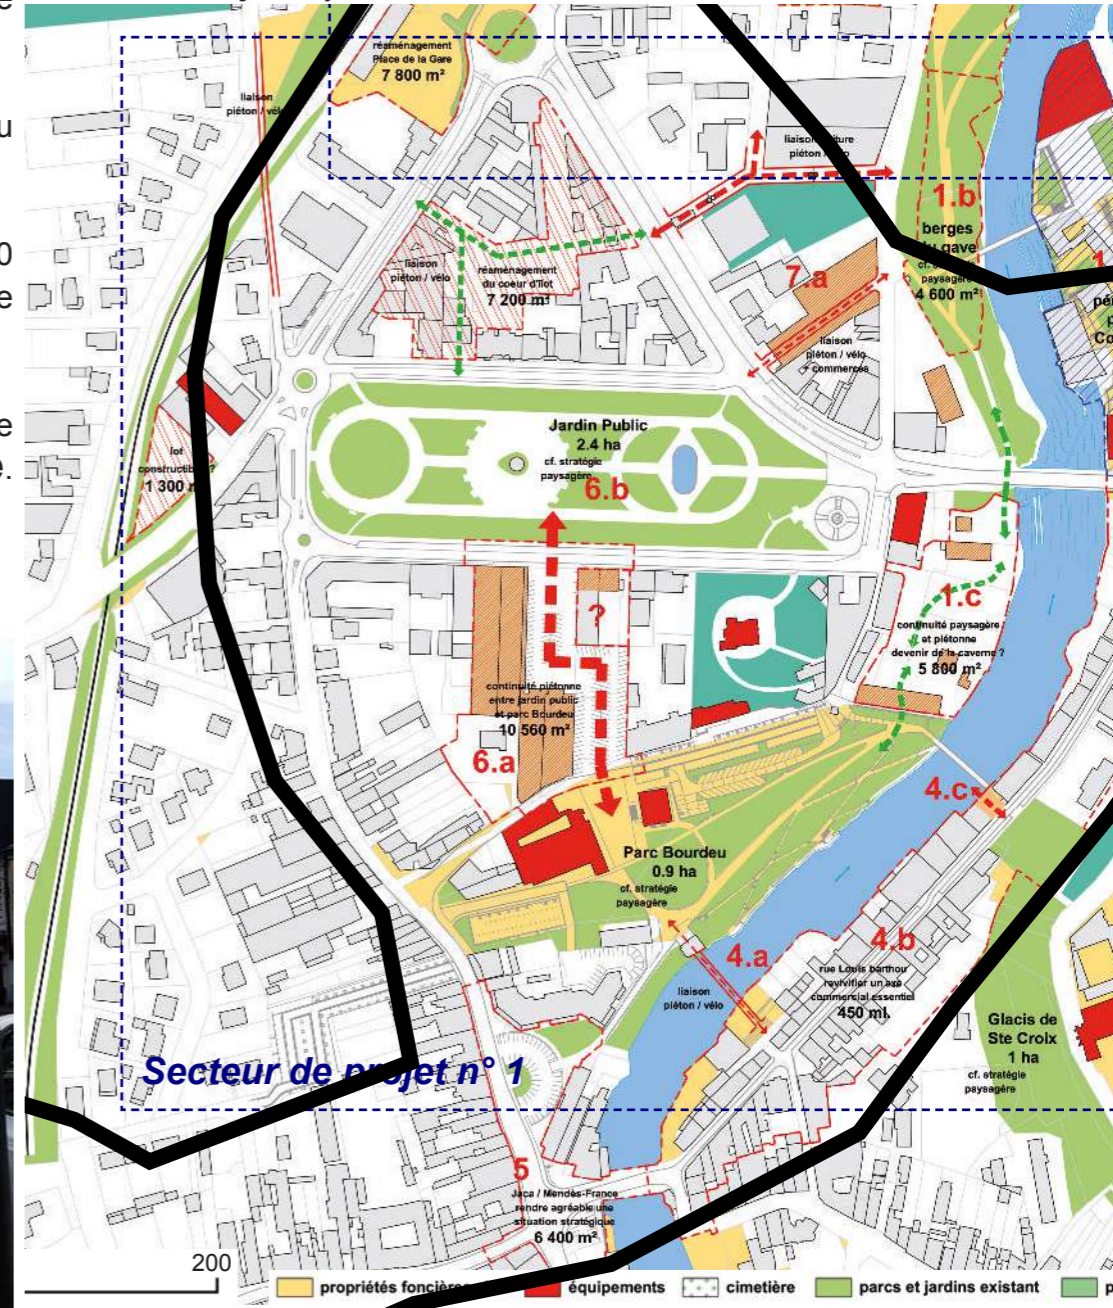 réaménagement
Place de la Gare
7 800 m²
liaison
piéton / vélo
liaison
piéton
1.b
berges
du gave
paysagère
4 600 m²
liaison
piéton / vélo
réaménagement
du coeur d'îlot
7 200 m²
7.a
liaison
piéton / vélo
+ commerces
lot
1 300
Jardin Public
2.4 ha
cf. stratégie
paysagère
6.b
?
1.c
continuité paysagère
et piétonne
devenir de la caverne ?
5 800 m²
continuité piétonne
entre jardin public
et parc Bourdeu
10 560 m²
6.a
4.c
Parc Bourdeu
0.9 ha
cf. stratégie
paysagère
4.a
liaison
piéton / vélo
4.b
rue Louis barthou
revivifier un axe
commercial essentiel
450 ml.
Glacis de
Ste Croix
1 ha
cf. stratégie
paysagère
Secteur de projet n° 1
5
Jaca / Mendès-France
rendre agréable une
situation stratégique
6 400 m²
200
propriétés foncières
équipements
cimetière
parcs et jardins existant